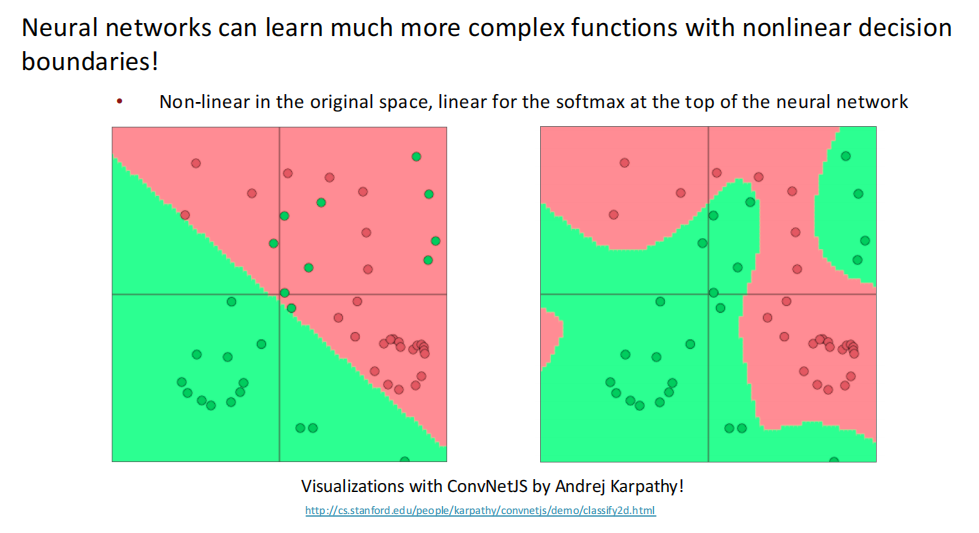 Neural networks can learn much more complex functions with nonlinear decision
boundaries!
• Non-linear in the original space, linear for the softmax at the top of the neural network
Visualizations with ConvNetJS by Andrej Karpathy!
http://cs.stanford.edu/people/karpathy/convnetjs/demo/classify2d.html